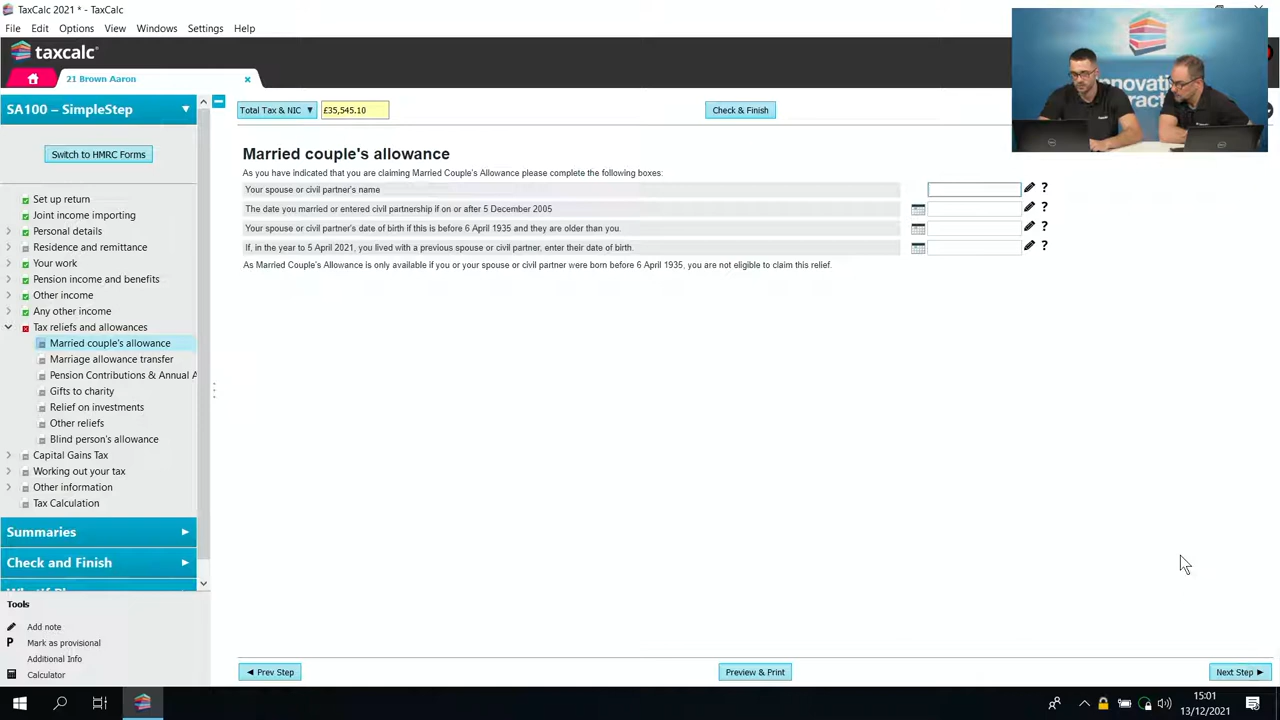 TaxCalc 2021 * - TaxCalc
File Edit Options View Windows Settings Help
taxcalc
21 Brown Aaron
SA100 – SimpleStep
Switch to HMRC Forms
Set up return
Joint income importing
Personal details
Residence and remittance
Your work
Pension income and benefits
Other income
Any other income
Tax reliefs and allowances
Married couple's allowance
Marriage allowance transfer
Pension Contributions & Annual A
Gifts to charity
Relief on investments
Other reliefs
Blind person's allowance
Capital Gains Tax
Working out your tax
Other information
Tax Calculation
Summaries
Check and Finish
Tools
Add note
P Mark as provisional
Additional Info
Calculator
Total Tax & NIC £35,545.10 Check & Finish
Married couple's allowance
As you have indicated that you are claiming Married Couple's Allowance please complete the following boxes:
Your spouse or civil partner's name ?
The date you married or entered civil partnership if on or after 5 December 2005 ?
Your spouse or civil partner's date of birth if this is before 6 April 1935 and they are older than you. ?
If, in the year to 5 April 2021, you lived with a previous spouse or civil partner, enter their date of birth. ?
As Married Couple's Allowance is only available if you or your spouse or civil partner were born before 6 April 1935, you are not eligible to claim this relief.
Prev Step Preview & Print Next Step
15:01
13/12/2021